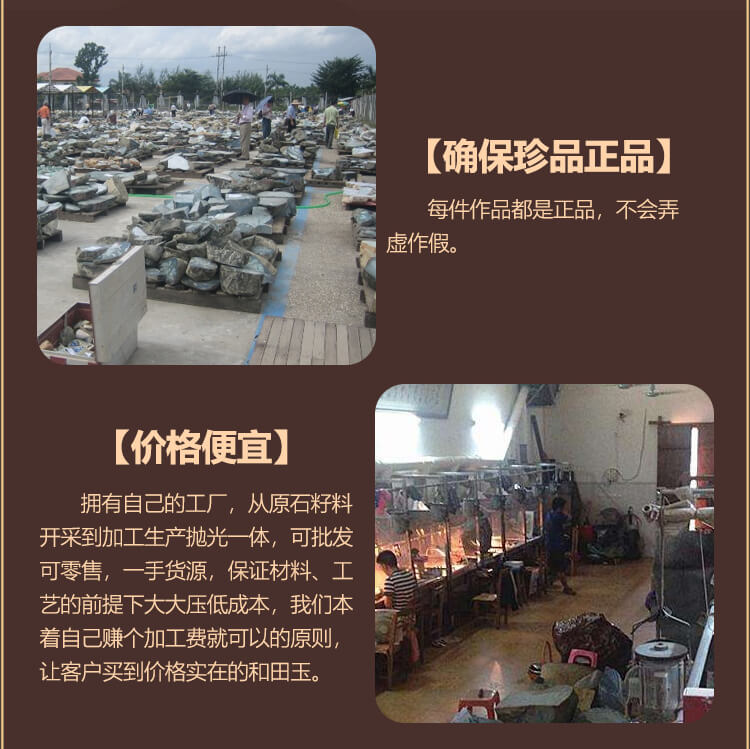 【确保珍品正品】
每件作品都是正品，不会弄
虚作假。
【价格便宜】
拥有自己的工厂，从原石籽料
开采到加工生产抛光一体，可批发
可零售，一手货源，保证材料、工
艺的前提下大大压低成本，我们本
着自己赚个加工费就可以的原则，
让客户买到价格实在的和田玉。